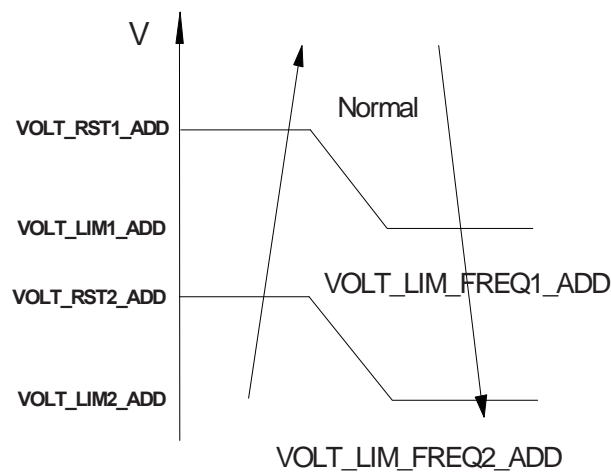 V
Normal
VOLT_RST1_ADD
VOLT_LIM1_ADD
VOLT_RST2_ADD
VOLT_LIM_FREQ1_ADD
VOLT_LIM2_ADD
VOLT_LIM_FREQ2_ADD